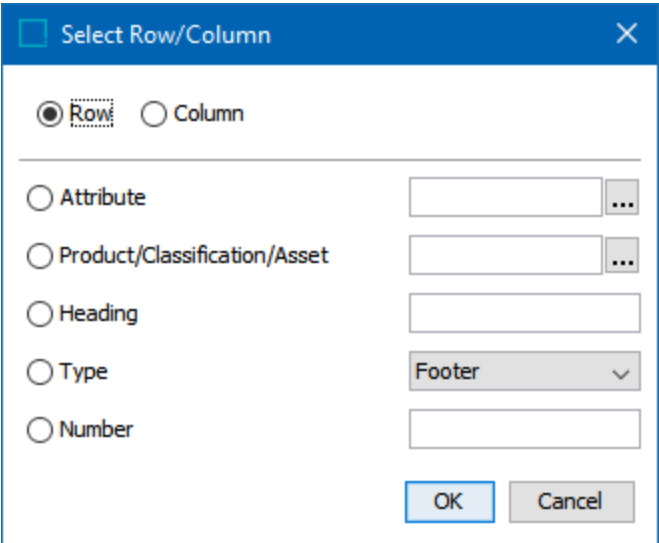 Select Row/Column
Row Column
Attribute ...
Product/Classification/Asset ...
Heading
Type Footer
Number
OK Cancel